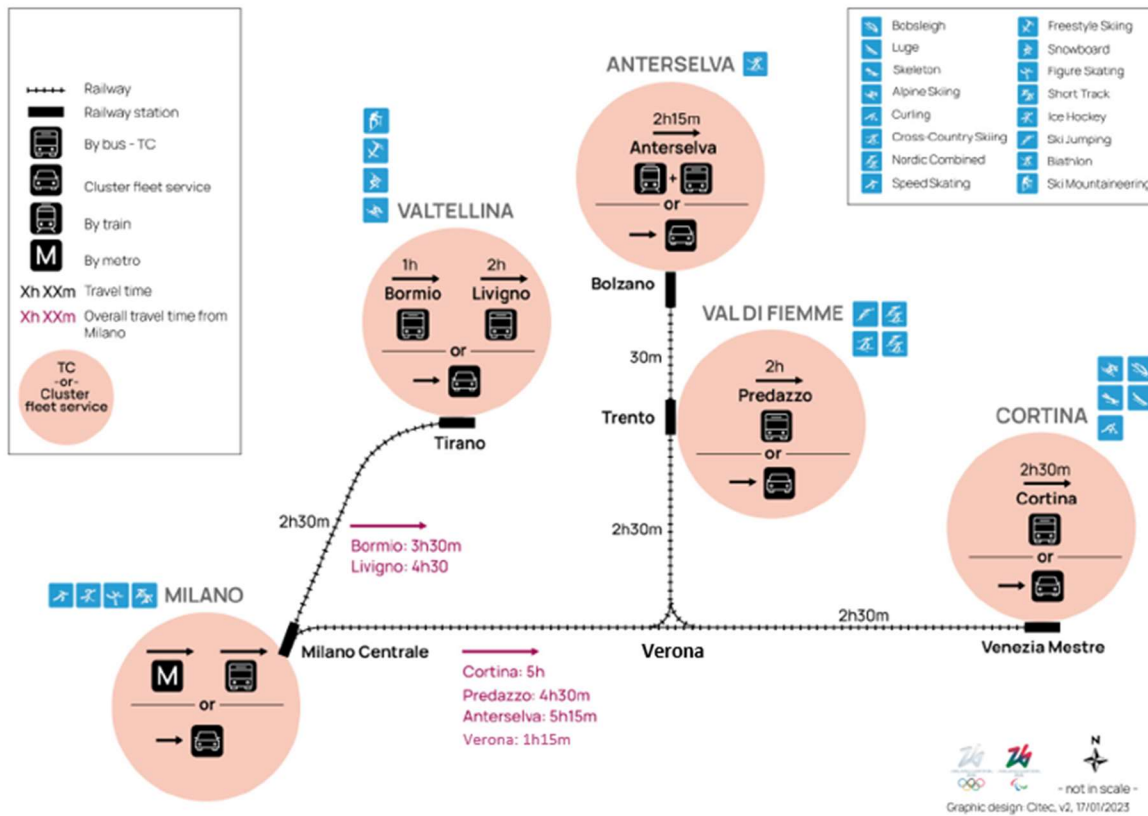 Railway
Railway station
By bus - TC
Cluster fleet service
By train
M
By metro
Xh XXm Travel time
Xh XXm Overall travel time from
Milano
TC
-or-
Cluster
fleet service
Bobsleigh
Luge
Skeleton
Alpine Skiing
Curling
Cross-Country Skiing
Nordic Combined
Speed Skating
Freestyle Skiing
Snowboard
Figure Skating
Short Track
Ice Hockey
Ski Jumping
Biathlon
Ski Mountaineering
ANTERSELVA
2h15m
Anterselva
+
or
Bolzano
30m
Trento
2h30m
VALTELLINA
1h
Bormio
2h
Livigno
or
Tirano
2h30m
Bormio: 3h30m
Livigno: 4h30
VAL DI FIEMME
2h
Predazzo
or
CORTINA
2h30m
Cortina
or
Venezia Mestre
2h30m
Verona
MILANO
M
or
Milano Centrale
Cortina: 5h
Predazzo: 4h30m
Anterselva: 5h15m
Verona: 1h15m
N
- not in scale -
Graphic design: Citec, v2, 17/01/2023